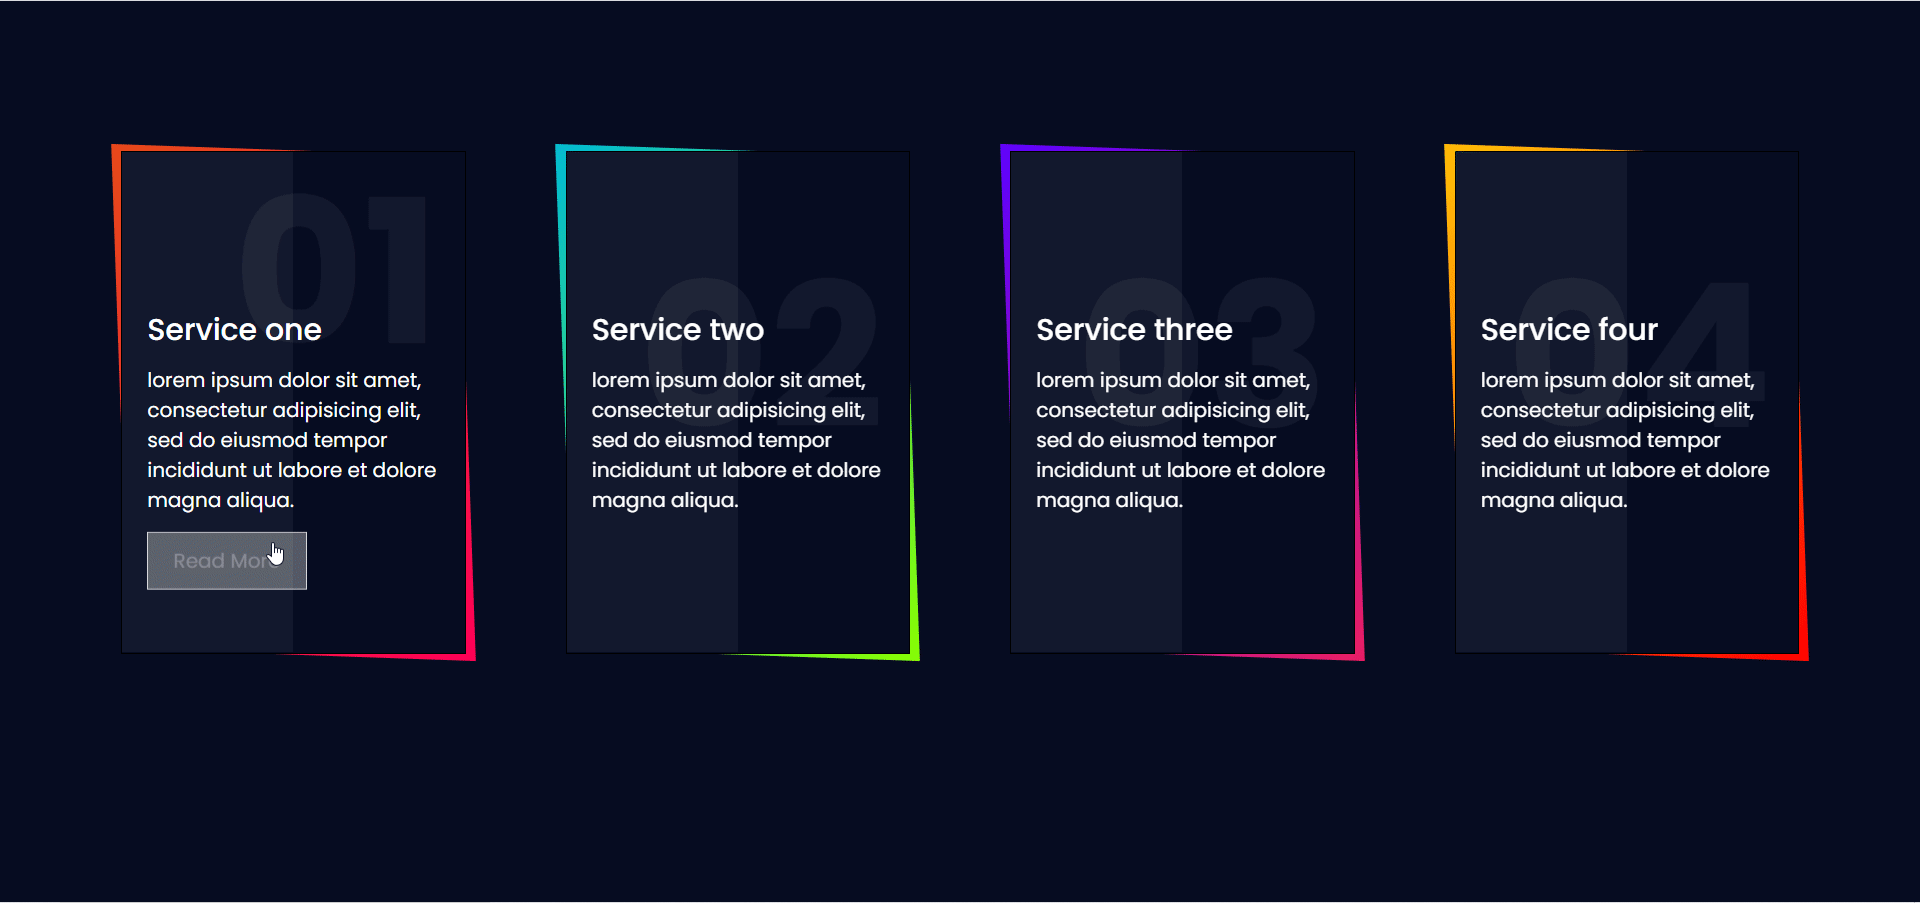 01
Service one
lorem ipsum dolor sit amet,
consectetur adipisicing elit,
sed do eiusmod tempor
incididunt ut labore et dolore
magna aliqua.
Read More
02
Service two
lorem ipsum dolor sit amet,
consectetur adipisicing elit,
sed do eiusmod tempor
incididunt ut labore et dolore
magna aliqua.
03
Service three
lorem ipsum dolor sit amet,
consectetur adipisicing elit,
sed do eiusmod tempor
incididunt ut labore et dolore
magna aliqua.
04
Service four
lorem ipsum dolor sit amet,
consectetur adipisicing elit,
sed do eiusmod tempor
incididunt ut labore et dolore
magna aliqua.